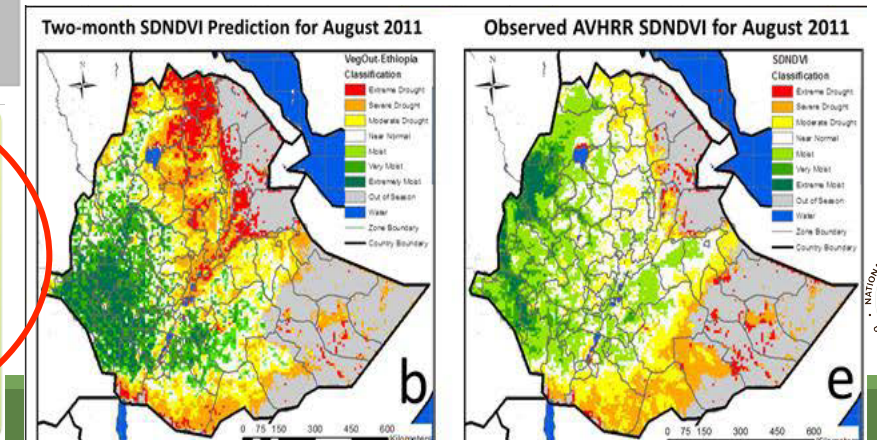 Two-month SDNDVI Prediction for August 2011
VegOut-Ethiopia
Classification
Extreme Drought
Severe Drought
Moderate Drought
Near Normal
Moist
Very Moist
Extremely Moist
Out of Season
Water
Zone Boundary
Country Boundary
b
0 75 150 300 450 600
Kilometers
Observed AVHRR SDNDVI for August 2011
SDNDVI
Classification
Extreme Drought
Severe Drought
Moderate Drought
Near Normal
Moist
Very Moist
Extreme Moist
Out of Season
Water
Zone Boundary
Country Boundary
e
0 75 150 300 450 600
Kilometers